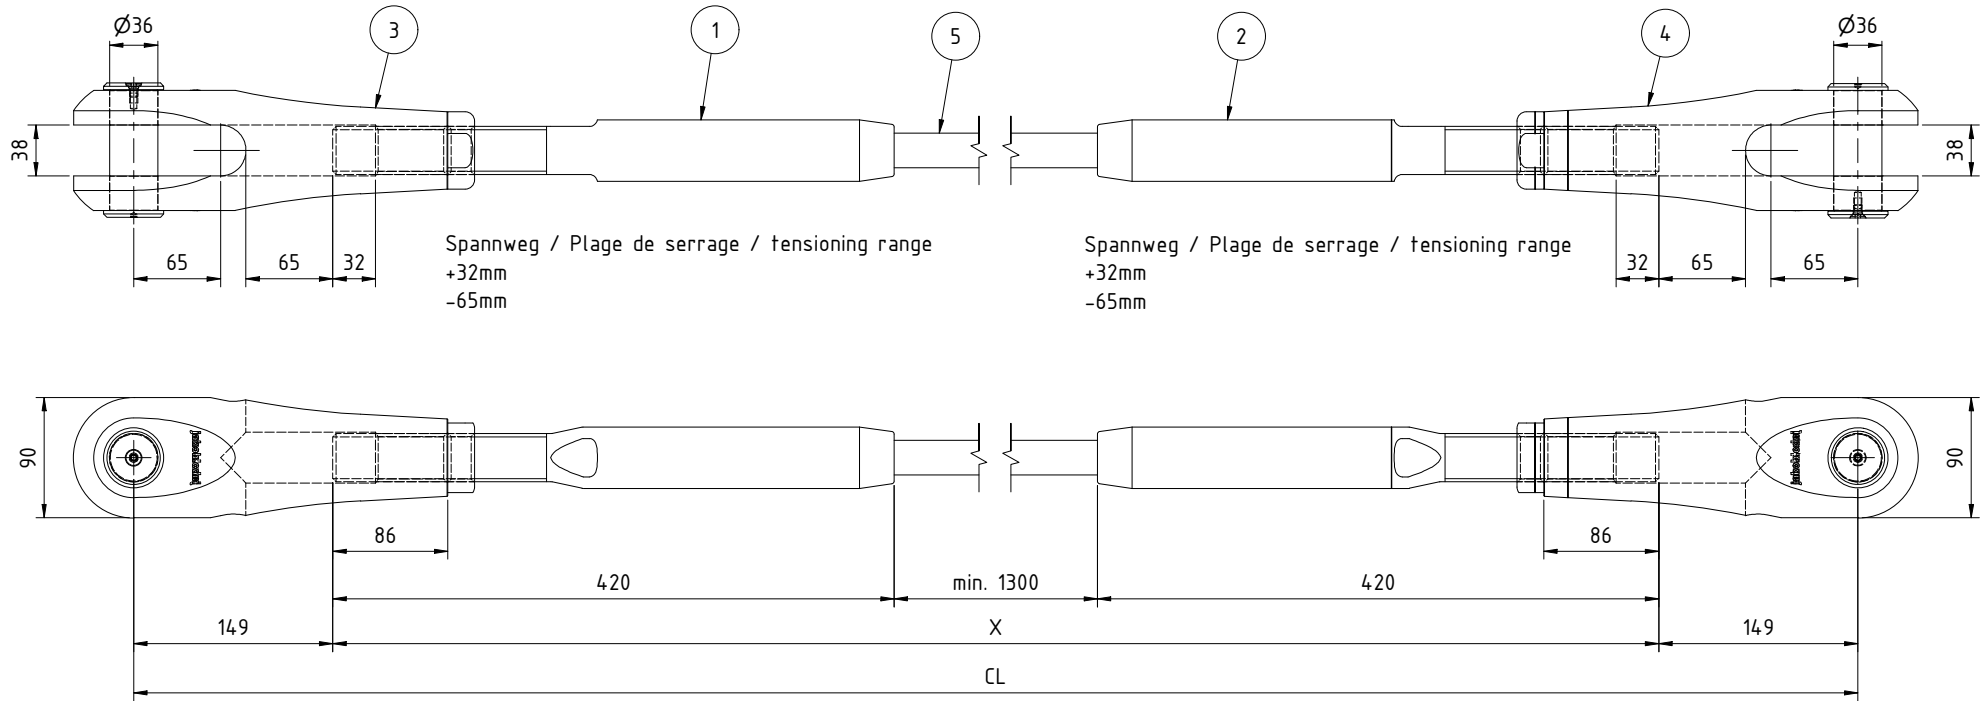 Ø36
3
1
5
2
4
Ø36
38
38
Spannweg / Plage de serrage / tensioning range
+32mm
-65mm
Spannweg / Plage de serrage / tensioning range
+32mm
-65mm
65
65
32
32
65
65
90
jakob
90
86
86
420
min. 1300
420
149
X
149
CL